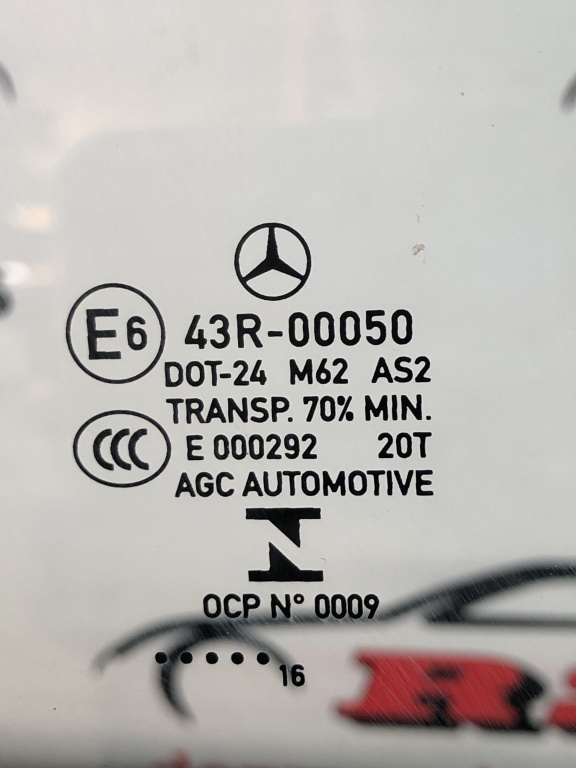 E6 43R-00050
DOT-24 M62 AS2
TRANSP. 70% MIN.
CCC E 000292 20T
AGC AUTOMOTIVE
OCP N° 0009
..... 16